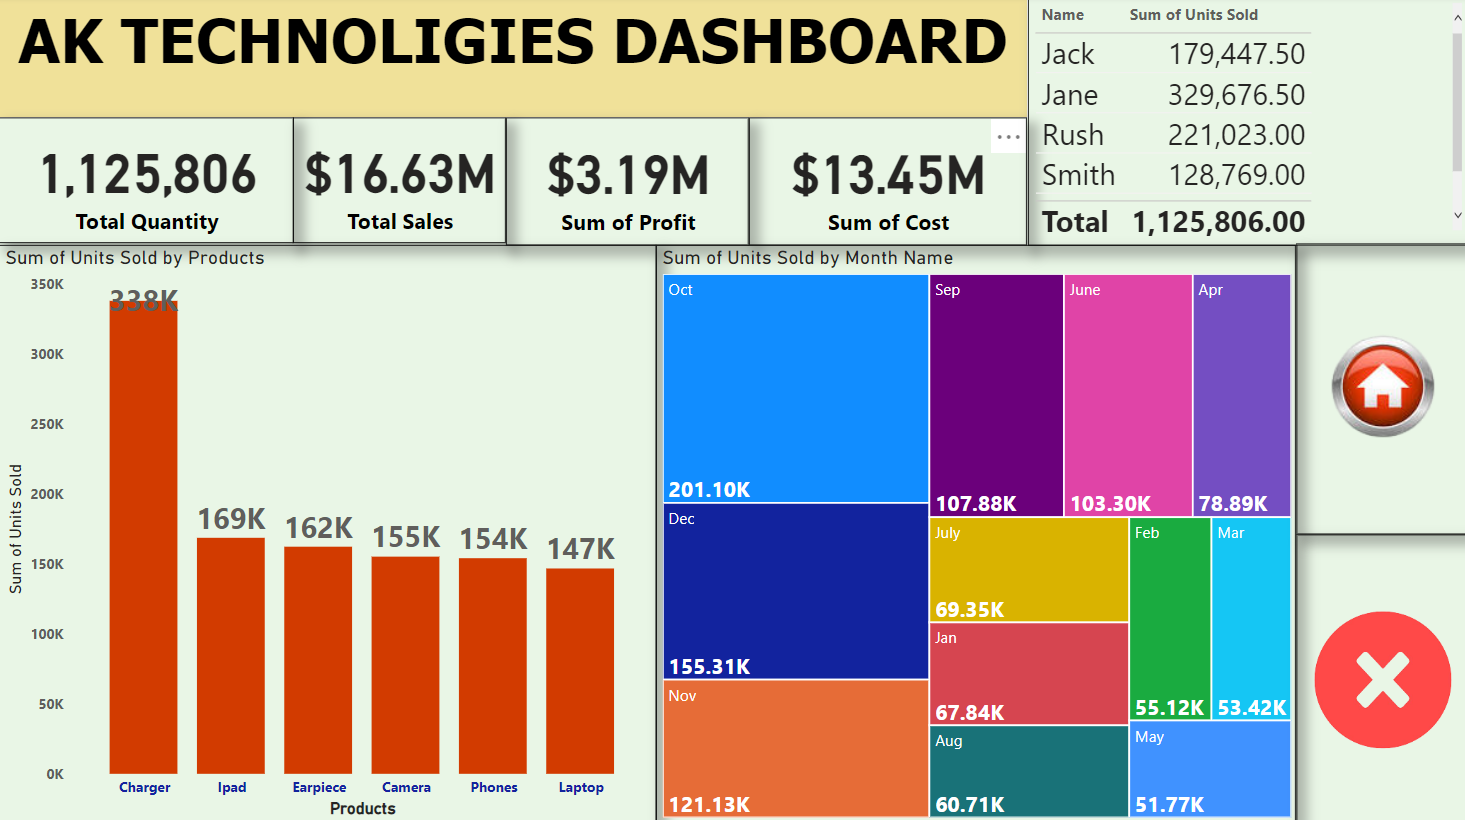 AK TECHNOLIGIES DASHBOARD
Name Sum of Units Sold
Jack 179,447.50
Jane 329,676.50
Rush 221,023.00
Smith 128,769.00
Total 1,125,806.00
1,125,806
Total Quantity
$16.63M
Total Sales
$3.19M
Sum of Profit
$13.45M
Sum of Cost
Sum of Units Sold by Products
Sum of Units Sold
350K
300K
250K
200K
150K
100K
50K
0K
338K
169K
162K
155K
154K
147K
Charger Ipad Earpiece Camera Phones Laptop
Products
Sum of Units Sold by Month Name
Oct
201.10K
Dec
155.31K
Nov
121.13K
Sep
107.88K
June
103.30K
Apr
78.89K
July
69.35K
Jan
67.84K
Aug
60.71K
Feb
55.12K
Mar
53.42K
May
51.77K